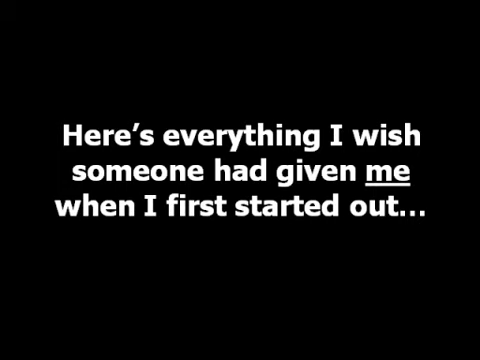 Here’s everything I wish
someone had given me
when I first started out...